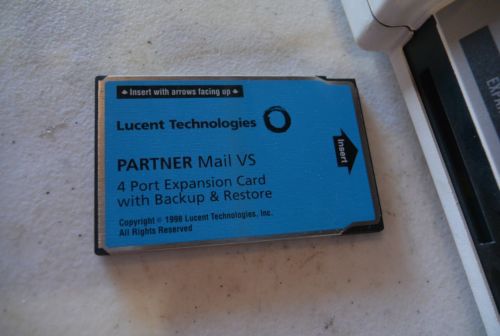 Insert with arrows facing up
Lucent Technologies
Insert
PARTNER Mail VS
4 Port Expansion Card
with Backup & Restore
Copyright © 1998 Lucent Technologies, Inc.
All Rights Reserved